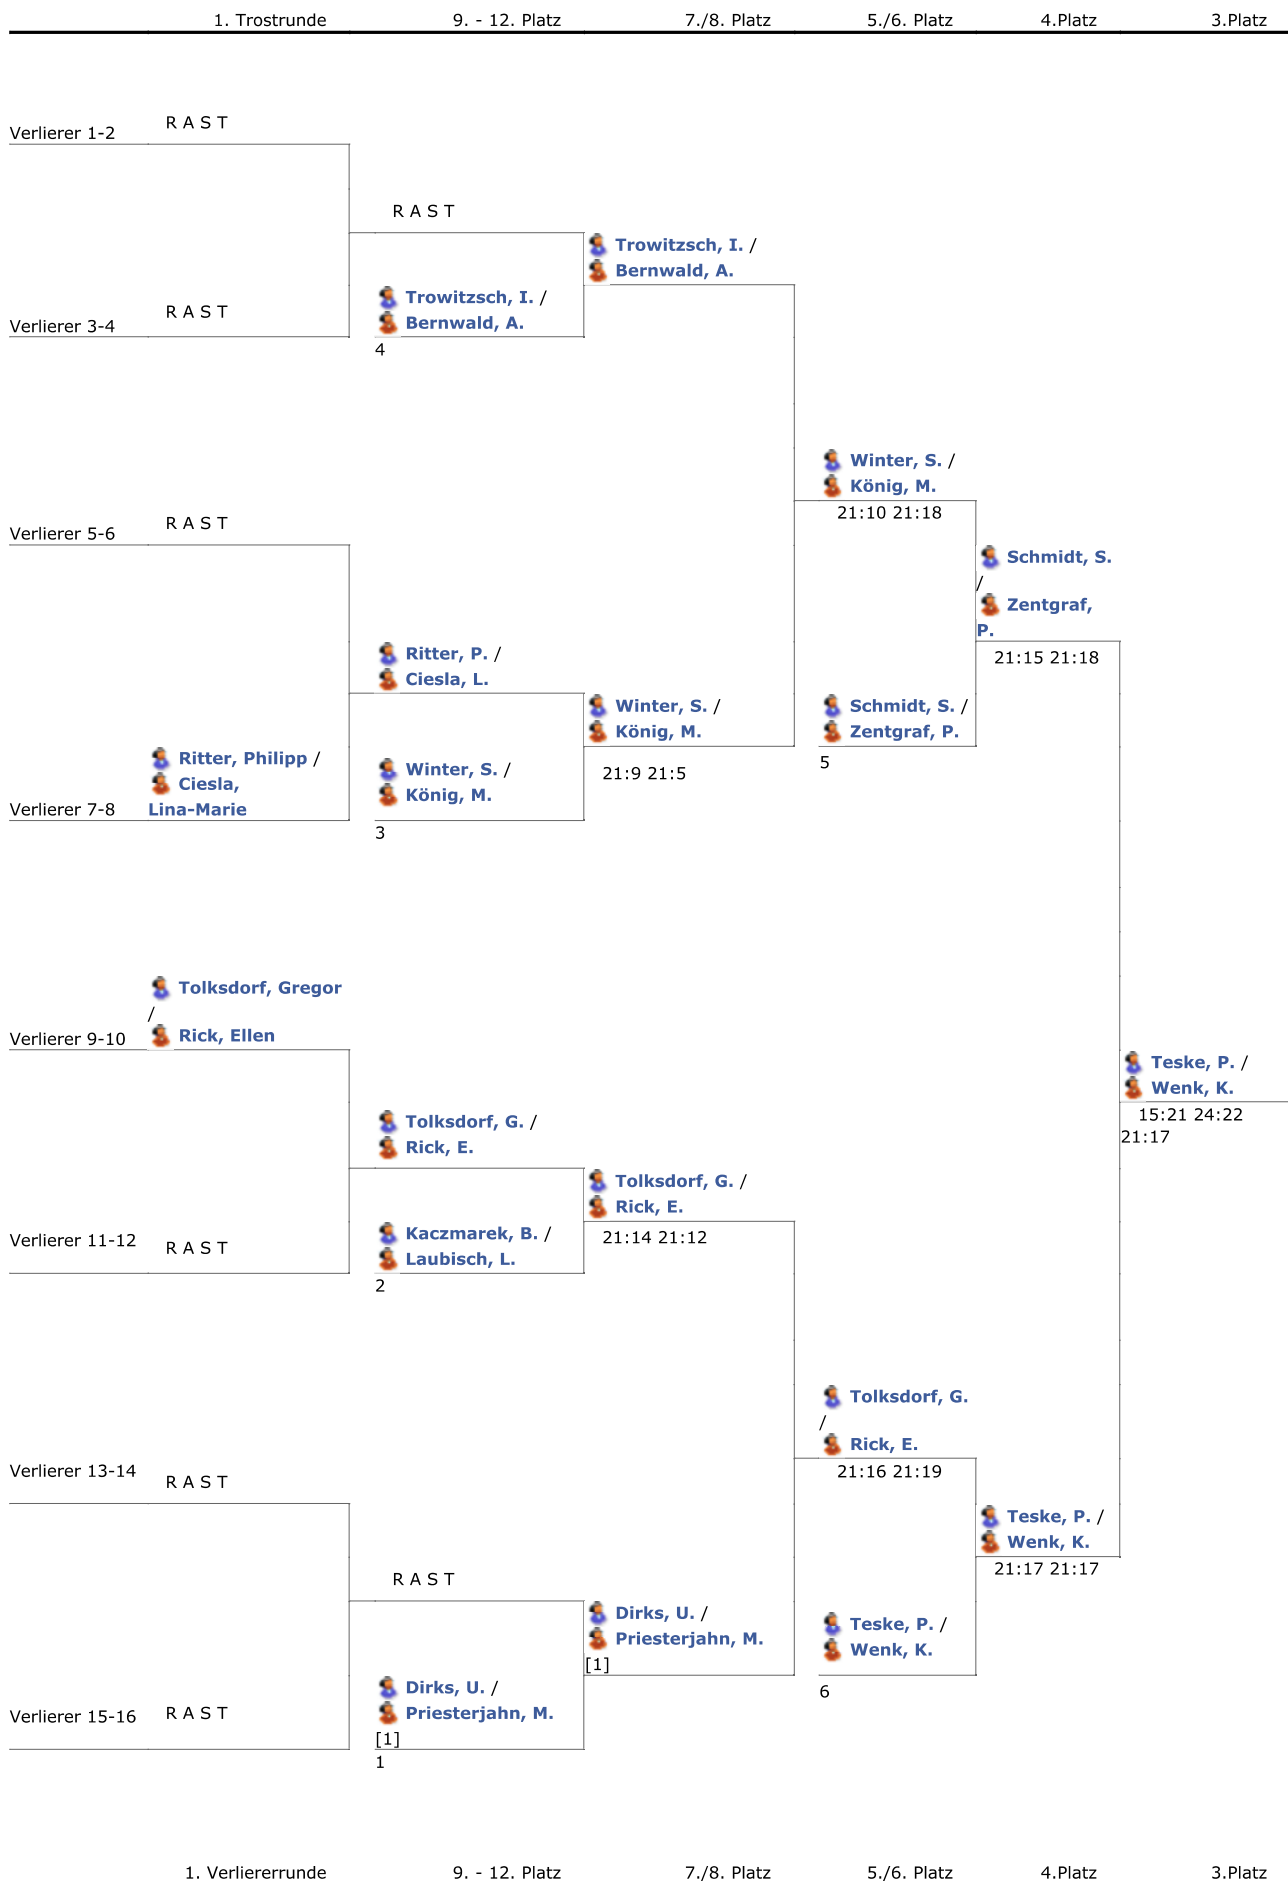 1. Trostrunde 9. - 12. Platz 7./8. Platz 5./6. Platz 4.Platz 3.Platz
Verlierer 1-2 R A S T
R A S T
Trowitzsch, I. /
Bernwald, A.
Verlierer 3-4 R A S T
Trowitzsch, I. /
Bernwald, A.
4
Winter, S. /
König, M.
21:10 21:18
Verlierer 5-6 R A S T
Schmidt, S.
/
Zentgraf,
P.
21:15 21:18
Ritter, P. /
Ciesla, L.
Winter, S. /
König, M.
21:9 21:5
Schmidt, S. /
Zentgraf, P.
5
Verlierer 7-8
Ritter, Philipp /
Ciesla,
Lina-Marie
Winter, S. /
König, M.
3
Tolksdorf, Gregor
/
Rick, Ellen
Verlierer 9-10
Teske, P. /
Wenk, K.
15:21 24:22
21:17
Tolksdorf, G. /
Rick, E.
Tolksdorf, G. /
Rick, E.
21:14 21:12
Verlierer 11-12 R A S T
Kaczmarek, B. /
Laubisch, L.
2
Tolksdorf, G.
/
Rick, E.
21:16 21:19
Verlierer 13-14 R A S T
Teske, P. /
Wenk, K.
21:17 21:17
R A S T
Dirks, U. /
Priesterjahn, M.
[1]
Teske, P. /
Wenk, K.
6
Verlierer 15-16 R A S T
Dirks, U. /
Priesterjahn, M.
[1]
1
1. Verliererrunde 9. - 12. Platz 7./8. Platz 5./6. Platz 4.Platz 3.Platz